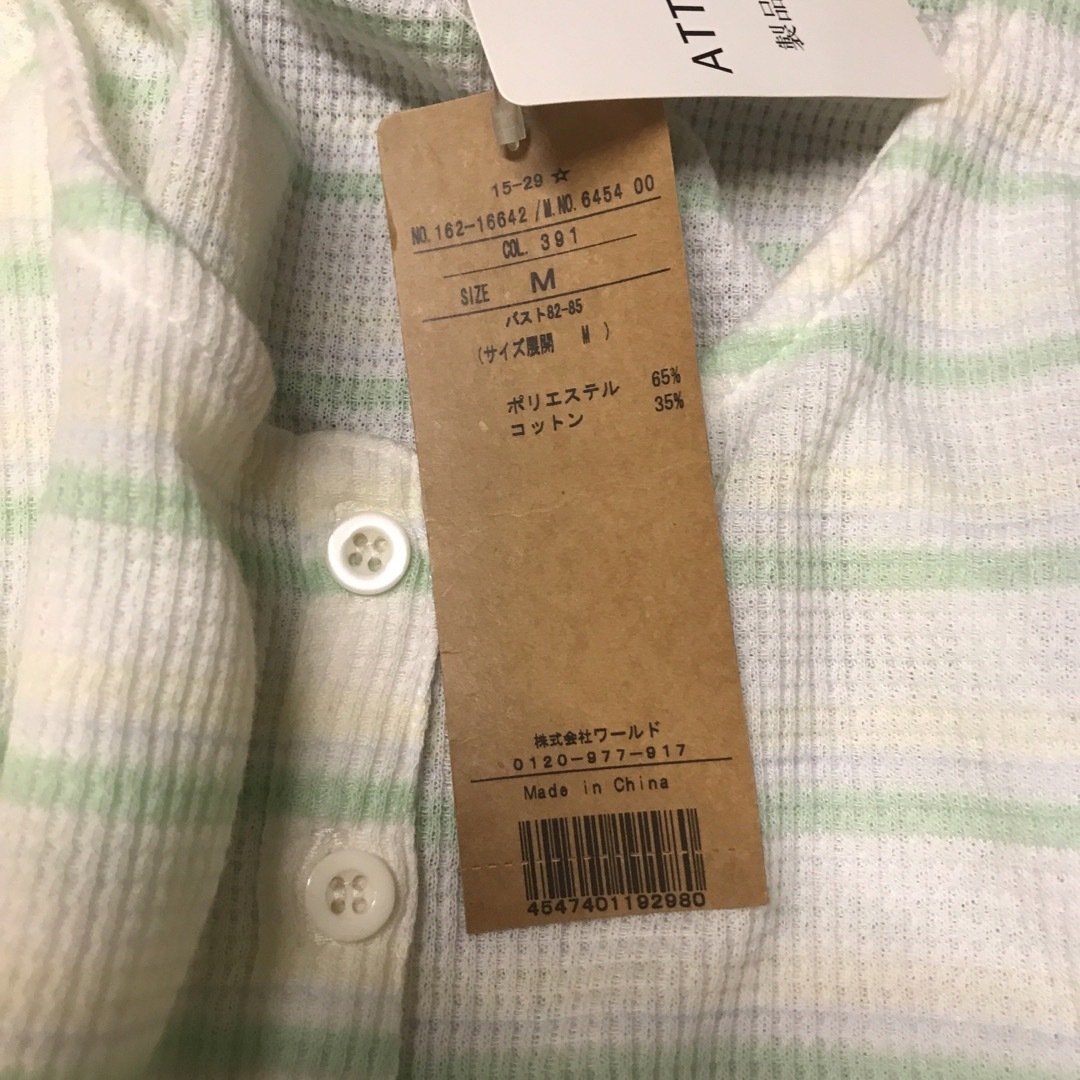 ATT
製品
15-29 ☆
NO.162-16642 /M.NO.6454 00
COL. 391
SIZE M
バスト82-85
(サイズ展開 M )
ポリエステル 65%
コットン 35%
株式会社ワールド
0120-977-917
Made in China
4547401192980